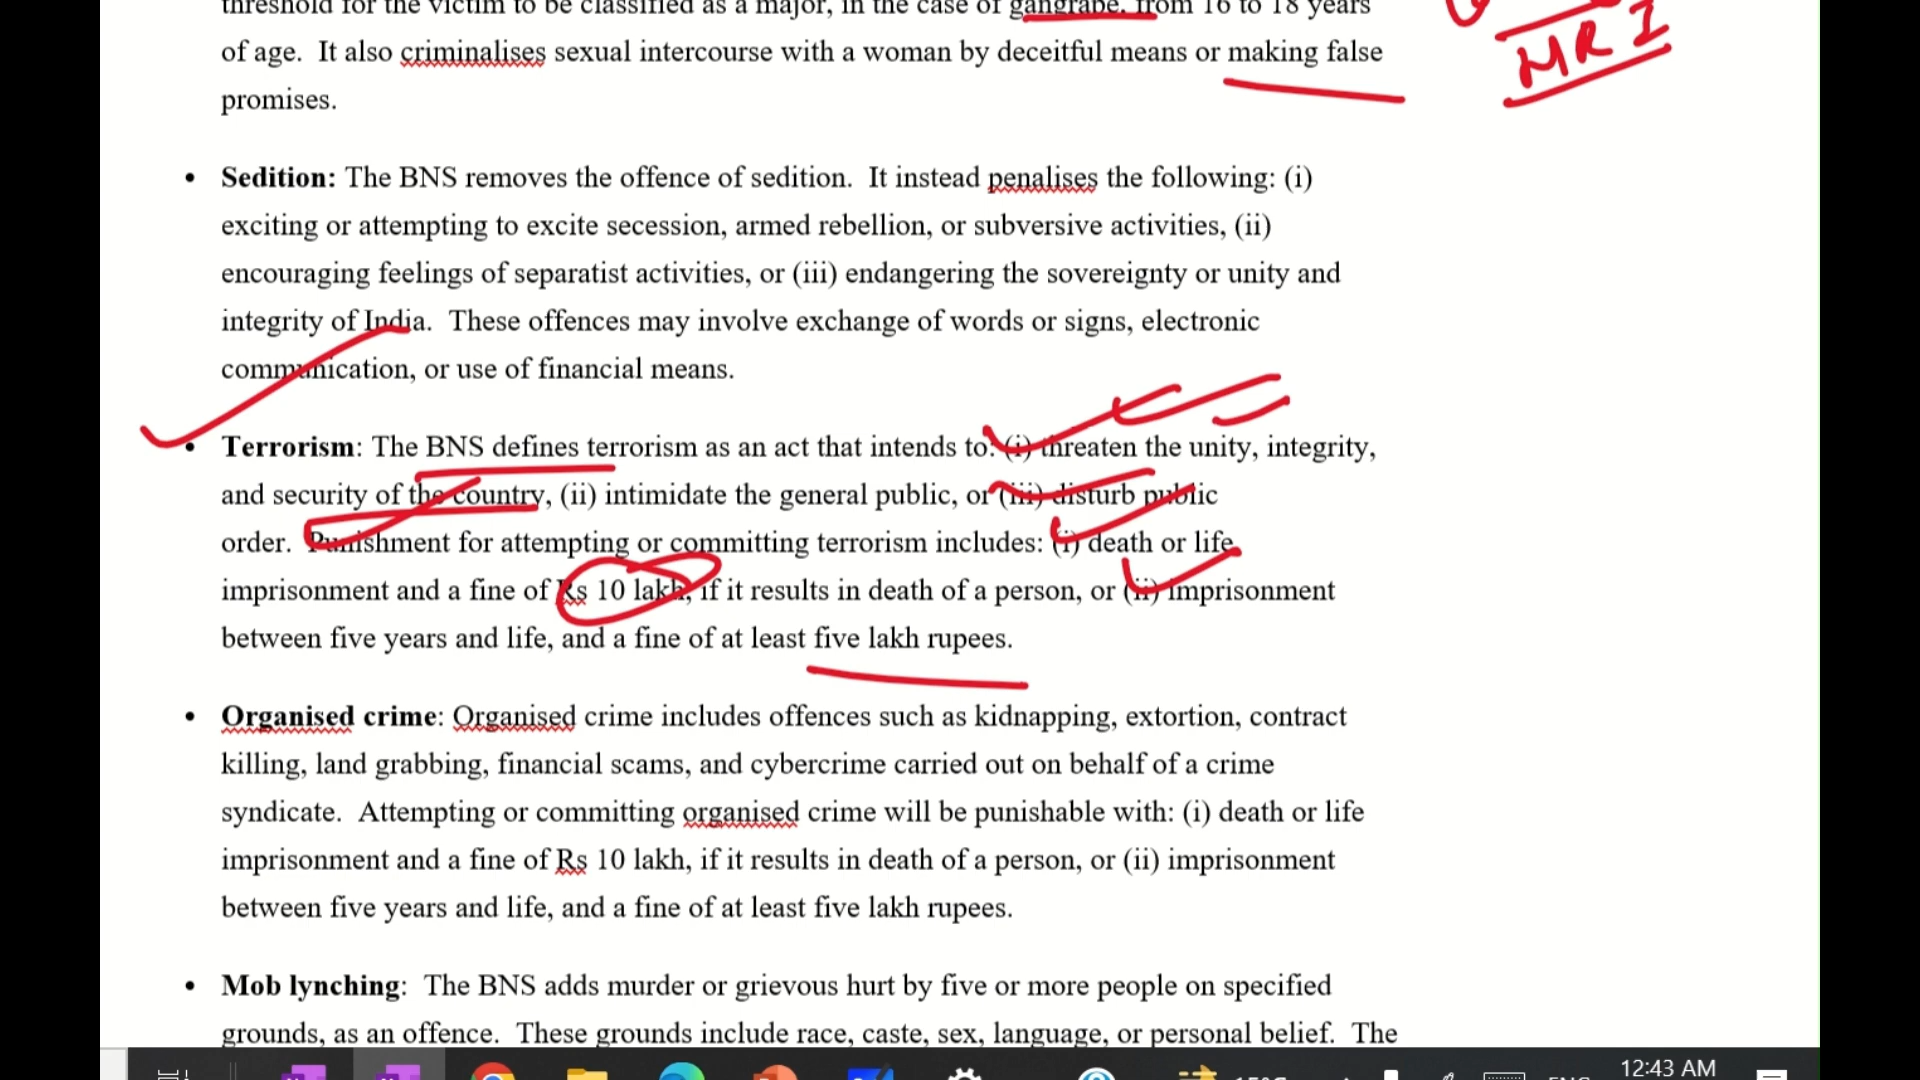 threshold for the victim to be classified as a major, in the case of gangrape, from 16 to 18 years
of age. It also criminalises sexual intercourse with a woman by deceitful means or making false
promises.
MRI
• Sedition: The BNS removes the offence of sedition. It instead penalises the following: (i)
exciting or attempting to excite secession, armed rebellion, or subversive activities, (ii)
encouraging feelings of separatist activities, or (iii) endangering the sovereignty or unity and
integrity of India. These offences may involve exchange of words or signs, electronic
communication, or use of financial means.
• Terrorism: The BNS defines terrorism as an act that intends to: (i) threaten the unity, integrity,
and security of the country, (ii) intimidate the general public, or (iii) disturb public
order. Punishment for attempting or committing terrorism includes: (i) death or life
imprisonment and a fine of Rs 10 lakh, if it results in death of a person, or (ii) imprisonment
between five years and life, and a fine of at least five lakh rupees.
• Organised crime: Organised crime includes offences such as kidnapping, extortion, contract
killing, land grabbing, financial scams, and cybercrime carried out on behalf of a crime
syndicate. Attempting or committing organised crime will be punishable with: (i) death or life
imprisonment and a fine of Rs 10 lakh, if it results in death of a person, or (ii) imprisonment
between five years and life, and a fine of at least five lakh rupees.
• Mob lynching: The BNS adds murder or grievous hurt by five or more people on specified
grounds, as an offence. These grounds include race, caste, sex, language, or personal belief. The
12:43 AM